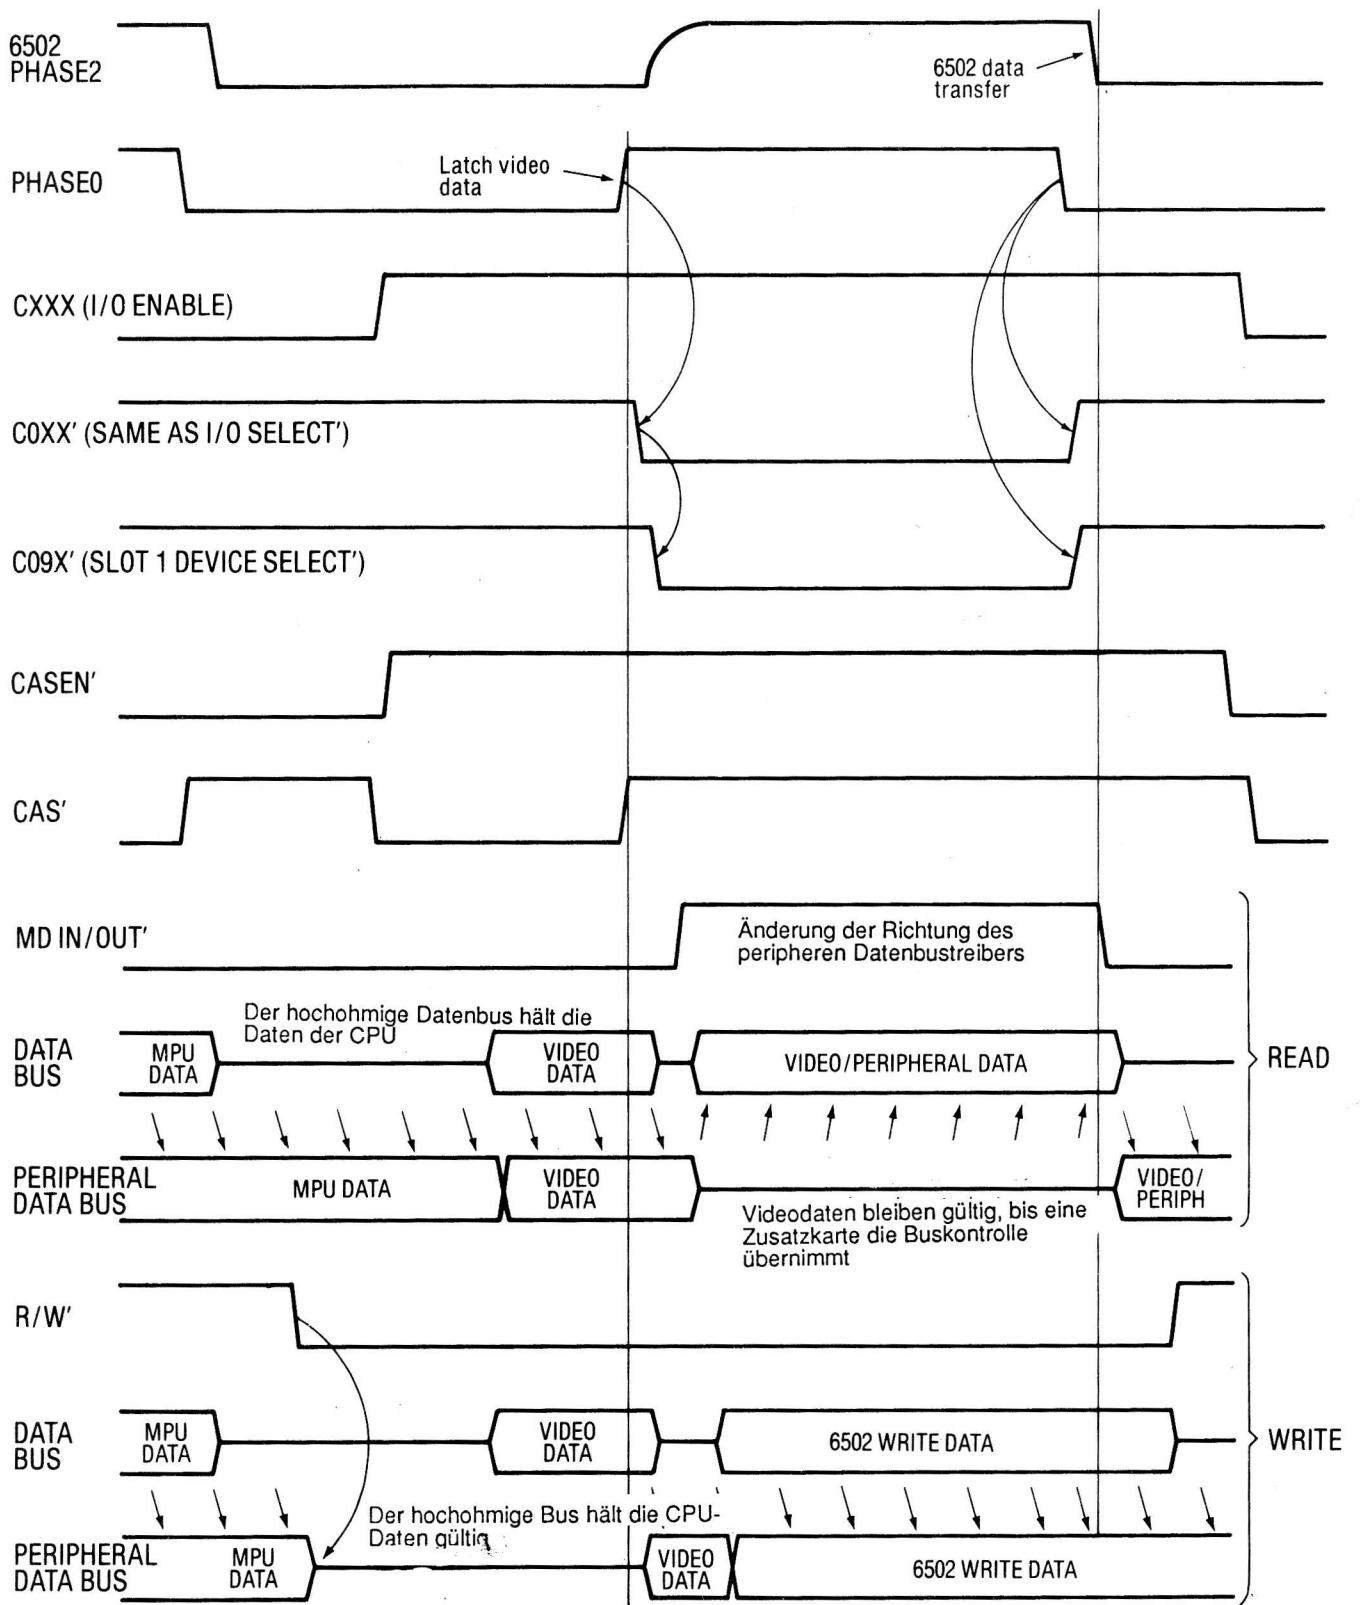 6502
PHASE2
6502 data
transfer
PHASE0
Latch video
data
CXXX (I/O ENABLE)
C0XX' (SAME AS I/O SELECT')
C09X' (SLOT 1 DEVICE SELECT')
CASEN'
CAS'
MD IN/OUT'
Änderung der Richtung des
peripheren Datenbustreibers
Der hochohmige Datenbus hält die
Daten der CPU
DATA
BUS
MPU
DATA
VIDEO
DATA
VIDEO/PERIPHERAL DATA
READ
PERIPHERAL
DATA BUS
MPU DATA
VIDEO
DATA
VIDEO/
PERIPH
Videodaten bleiben gültig, bis eine
Zusatzkarte die Buskontrolle
übernimmt
R/W'
DATA
BUS
MPU
DATA
VIDEO
DATA
6502 WRITE DATA
WRITE
Der hochohmige Bus hält die CPU-
Daten gültig
PERIPHERAL
DATA BUS
MPU
DATA
VIDEO
DATA
6502 WRITE DATA